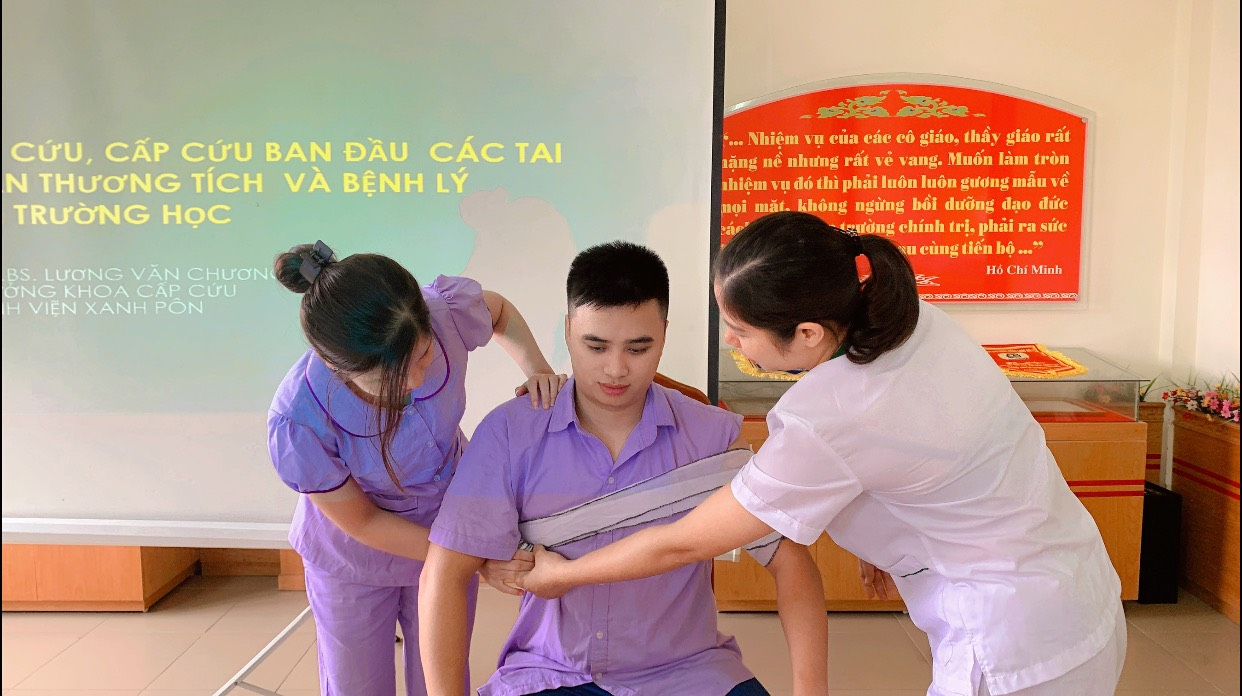 CỨU, CẤP CỨU BAN ĐẦU CÁC TAI
THƯƠNG TÍCH VÀ BỆNH LÝ
TRƯỜNG HỌC
BS. LƯƠNG VĂN CHƯƠNG
KHOA CẤP CỨU
VIỆN XANH PÔN
“... Nhiệm vụ của các cô giáo, thầy giáo rất
nặng nề nhưng rất vẻ vang. Muốn làm tròn
nhiệm vụ đó thì phải luôn luôn gương mẫu về
mọi mặt, không ngừng bồi dưỡng đạo đức
trường chính trị, phải ra sức
cùng tiến bộ ...”
Hồ Chí Minh